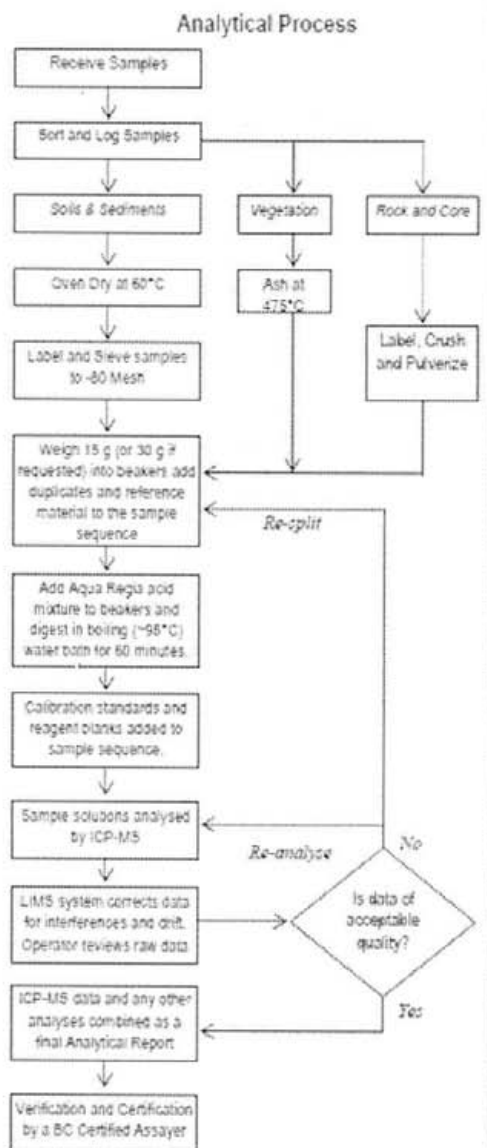 Analytical Process
Receive Samples
Sort and Log Samples
Soils & Sediments
Vegetation
Rock and Core
Oven Dry at 60°C
Ash at
475°C
Label and Sieve samples
to -80 Mesh
Label, Crush
and Pulverize
Weigh 15 g (or 30 g if
requested) into beakers add
duplicates and reference
material to the sample
sequence
Re-split
Add Aqua Regia acid
mixture to beakers and
digest in boiling (~95°C)
water bath for 60 minutes.
Calibration standards and
reagent blanks added to
sample sequence.
Sample solutions analysed
by ICP-MS
Re-analyse
No
LIMS system corrects data
for interferences and drift.
Operator reviews raw data
Is data of
acceptable
quality?
Yes
ICP-MS data and any other
analyses combined as a
final Analytical Report
Verification and Certification
by a BC Certified Assayer